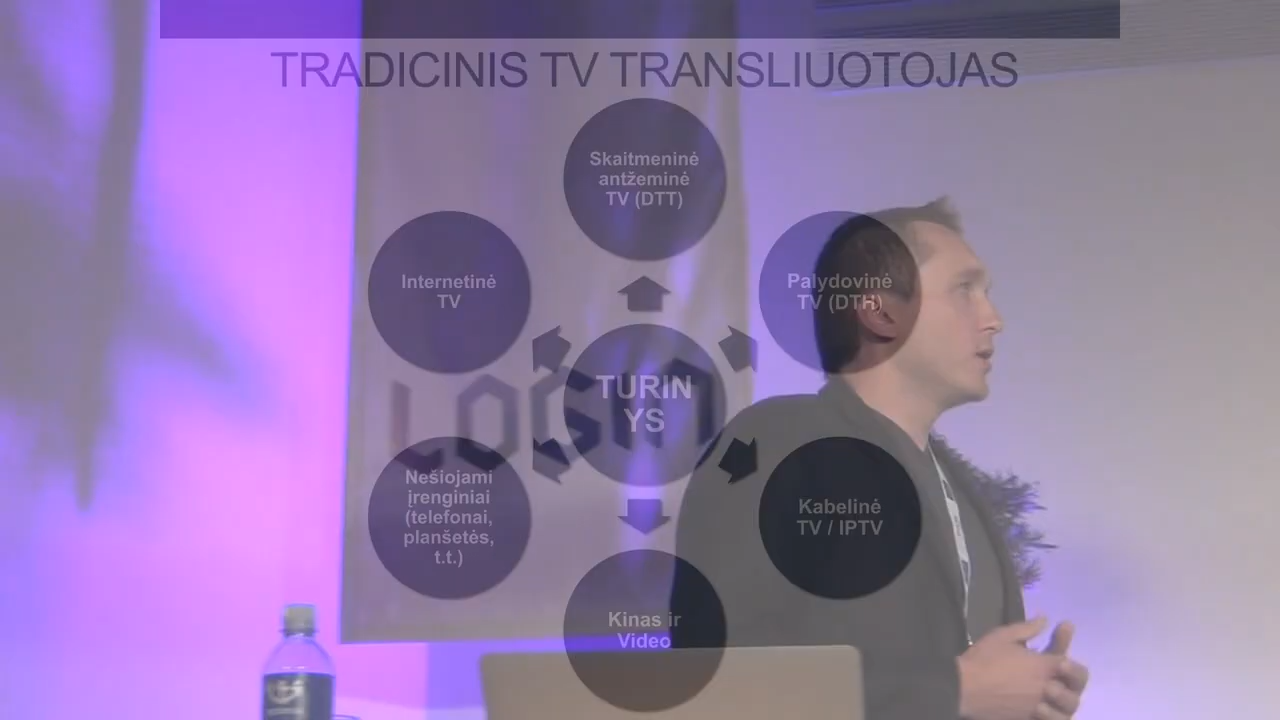 TRADICINIS TV TRANSLIUOTOJAS
Skaitmeninė
antžeminė
TV (DTT)
Internetinė
TV
Palydovinė
TV (DTH)
TURIN
YS
LOGIN
Nešiojami
įrenginiai
(telefonai,
planšetės,
t.t.)
Kabelinė
TV / IPTV
Kinas ir
Video